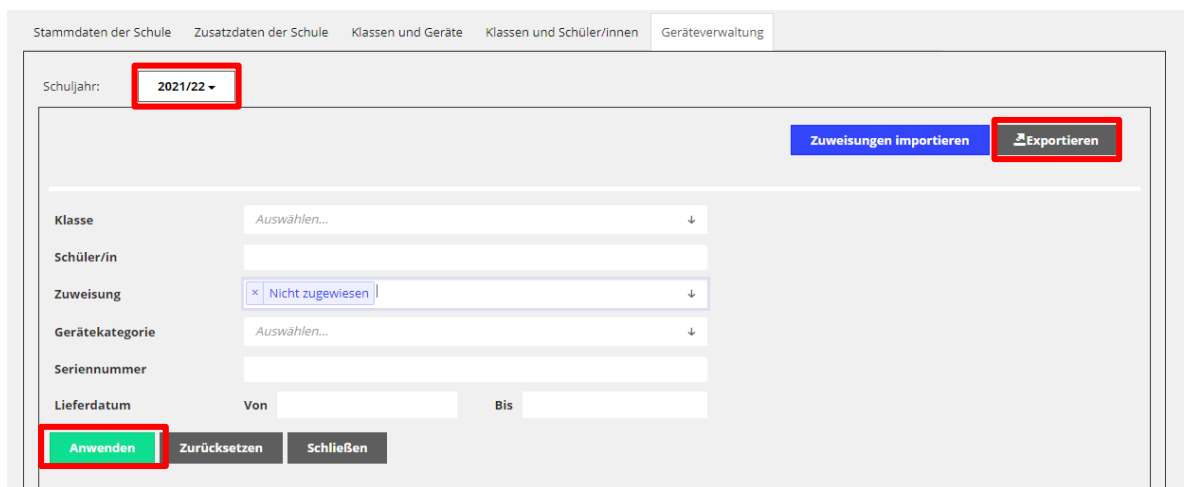 Stammdaten der Schule Zusatzdaten der Schule Klassen und Geräte Klassen und Schüler/innen Geräteverwaltung
Schuljahr: 2021/22
Zuweisungen importieren Exportieren
Klasse Auswählen...
Schüler/in
Zuweisung × Nicht zugewiesen
Gerätekategorie Auswählen...
Seriennummer
Lieferdatum Von Bis
Anwenden Zurücksetzen Schließen